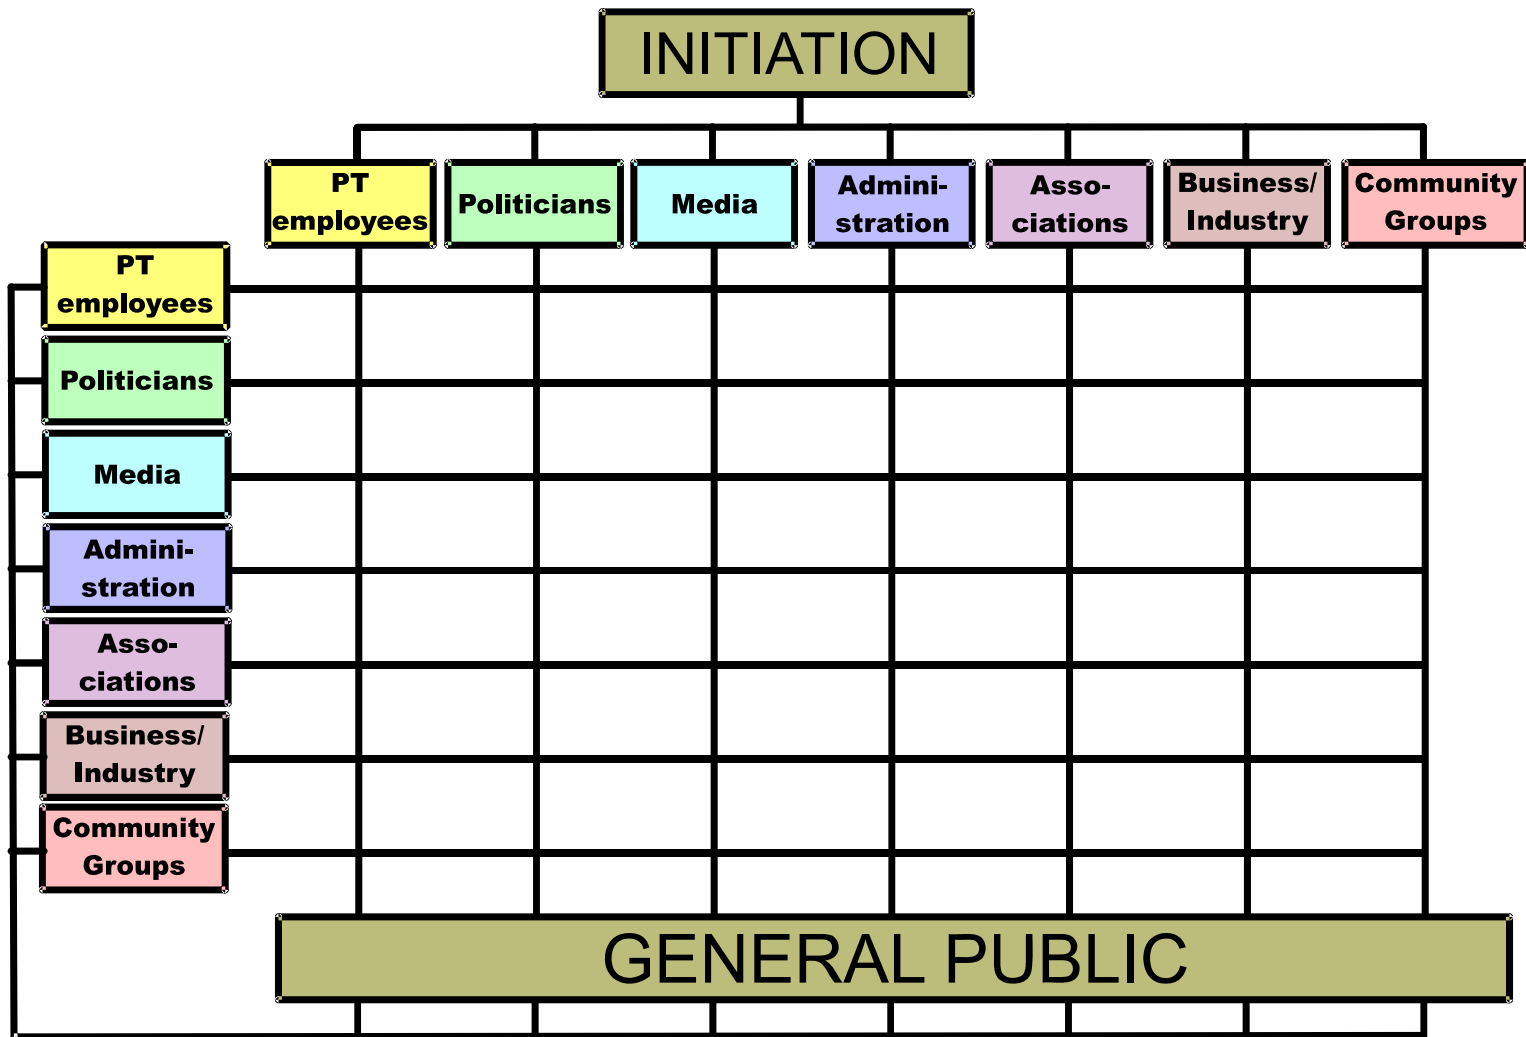 INITIATION
PT
employees
Politicians
Media
Admini-
stration
Asso-
ciations
Business/
Industry
Community
Groups
PT
employees
Politicians
Media
Admini-
stration
Asso-
ciations
Business/
Industry
Community
Groups
GENERAL PUBLIC